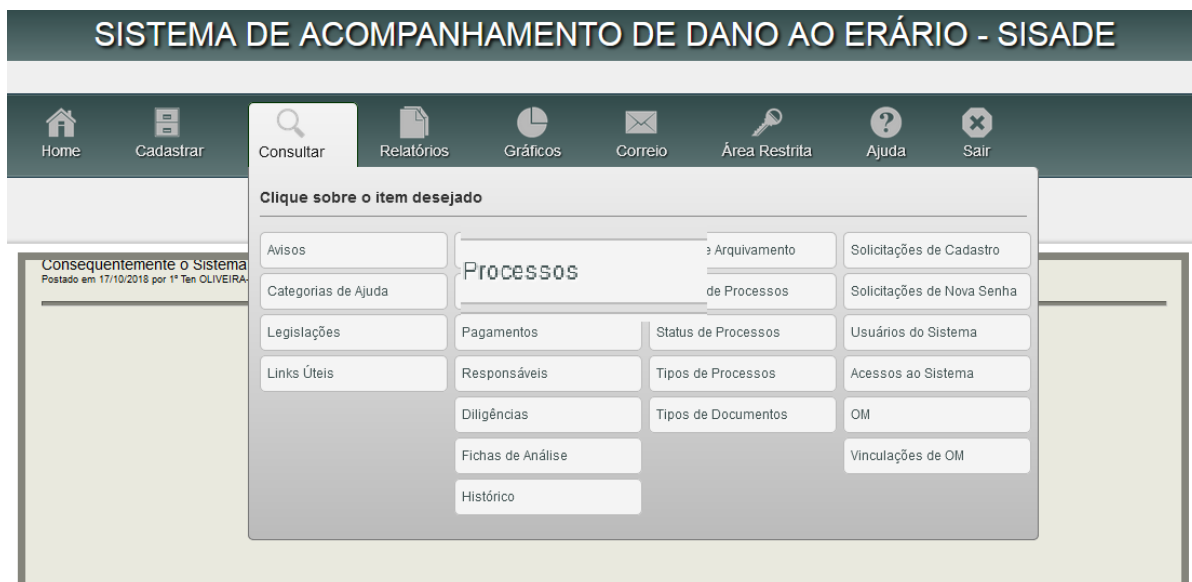 SISTEMA DE ACOMPANHAMENTO DE DANO AO ERÁRIO - SISADE
Home
Cadastrar
Consultar
Relatórios
Gráficos
Correio
Área Restrita
Ajuda
Sair
Clique sobre o item desejado
Consequentemente o Sistema
Postado em 17/10/2018 por 1º Ten OLIVEIRA-
Avisos
Categorias de Ajuda
Legislações
Links Úteis
Processos
Pagamentos
Responsáveis
Diligências
Fichas de Análise
Histórico
Arquivamento
de Processos
Status de Processos
Tipos de Processos
Tipos de Documentos
Solicitações de Cadastro
Solicitações de Nova Senha
Usuários do Sistema
Acessos ao Sistema
OM
Vinculações de OM